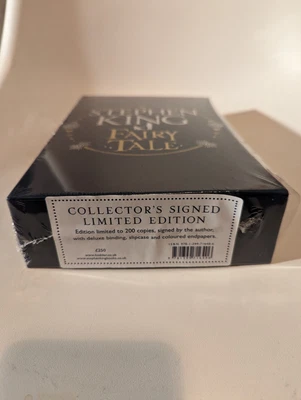 STEPHEN
KING
FAIRY
TALE
COLLECTOR'S SIGNED
LIMITED EDITION
Edition limited to 200 copies, signed by the author,
with deluxe binding, slipcase and coloured endpapers.